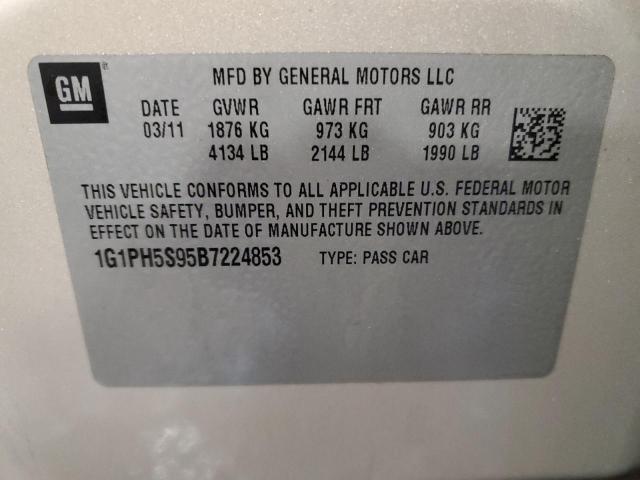 GM
MFD BY GENERAL MOTORS LLC
DATE GVWR GAWR FRT GAWR RR
03/11 1876 KG 973 KG 903 KG
4134 LB 2144 LB 1990 LB
THIS VEHICLE CONFORMS TO ALL APPLICABLE U.S. FEDERAL MOTOR
VEHICLE SAFETY, BUMPER, AND THEFT PREVENTION STANDARDS IN
EFFECT ON THE DATE OF MANUFACTURE SHOWN ABOVE.
1G1PH5S95B7224853 TYPE: PASS CAR